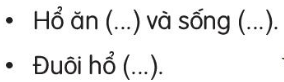 • Hổ ăn (...) và sống (...).
• Đuôi hổ (...).